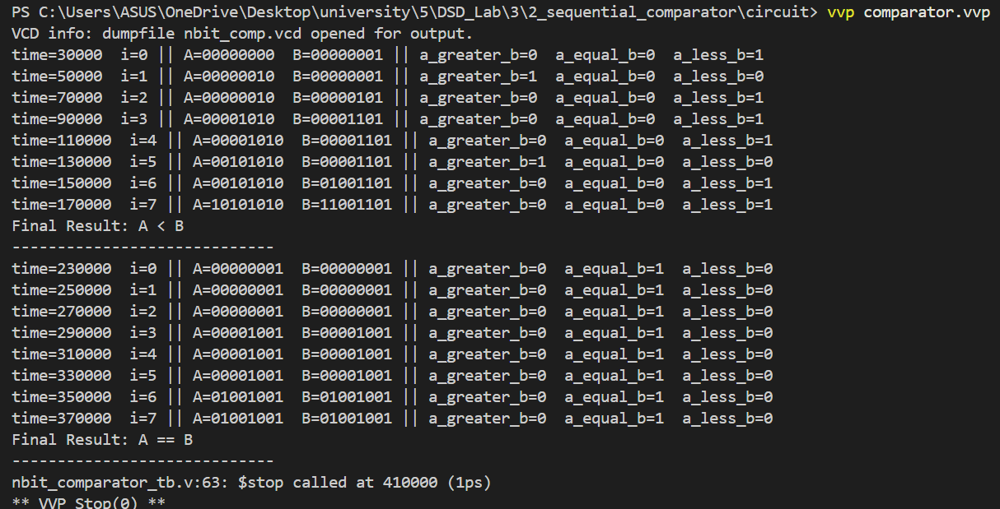 PS C:\Users\ASUS\OneDrive\Desktop\university\5\DSD_Lab\3\2_sequential_comparator\circuit> vvp comparator.vvp
VCD info: dumpfile nbit_comp.vcd opened for output.
time=30000  i=0 || A=00000000  B=00000001 || a_greater_b=0  a_equal_b=0  a_less_b=1
time=50000  i=1 || A=00000010  B=00000001 || a_greater_b=1  a_equal_b=0  a_less_b=0
time=70000  i=2 || A=00000010  B=00000101 || a_greater_b=0  a_equal_b=0  a_less_b=1
time=90000  i=3 || A=00001010  B=00001101 || a_greater_b=0  a_equal_b=0  a_less_b=1
time=110000  i=4 || A=00001010  B=00001101 || a_greater_b=0  a_equal_b=0  a_less_b=1
time=130000  i=5 || A=00101010  B=00001101 || a_greater_b=1  a_equal_b=0  a_less_b=0
time=150000  i=6 || A=00101010  B=01001101 || a_greater_b=0  a_equal_b=0  a_less_b=1
time=170000  i=7 || A=10101010  B=11001101 || a_greater_b=0  a_equal_b=0  a_less_b=1
Final Result: A < B
-----------------------------
time=230000  i=0 || A=00000001  B=00000001 || a_greater_b=0  a_equal_b=1  a_less_b=0
time=250000  i=1 || A=00000001  B=00000001 || a_greater_b=0  a_equal_b=1  a_less_b=0
time=270000  i=2 || A=00000001  B=00000001 || a_greater_b=0  a_equal_b=1  a_less_b=0
time=290000  i=3 || A=00001001  B=00001001 || a_greater_b=0  a_equal_b=1  a_less_b=0
time=310000  i=4 || A=00001001  B=00001001 || a_greater_b=0  a_equal_b=1  a_less_b=0
time=330000  i=5 || A=00001001  B=00001001 || a_greater_b=0  a_equal_b=1  a_less_b=0
time=350000  i=6 || A=01001001  B=01001001 || a_greater_b=0  a_equal_b=1  a_less_b=0
time=370000  i=7 || A=01001001  B=01001001 || a_greater_b=0  a_equal_b=1  a_less_b=0
Final Result: A == B
-----------------------------
nbit_comparator_tb.v:63: $stop called at 410000 (1ps)
** VVP Stop(0) **